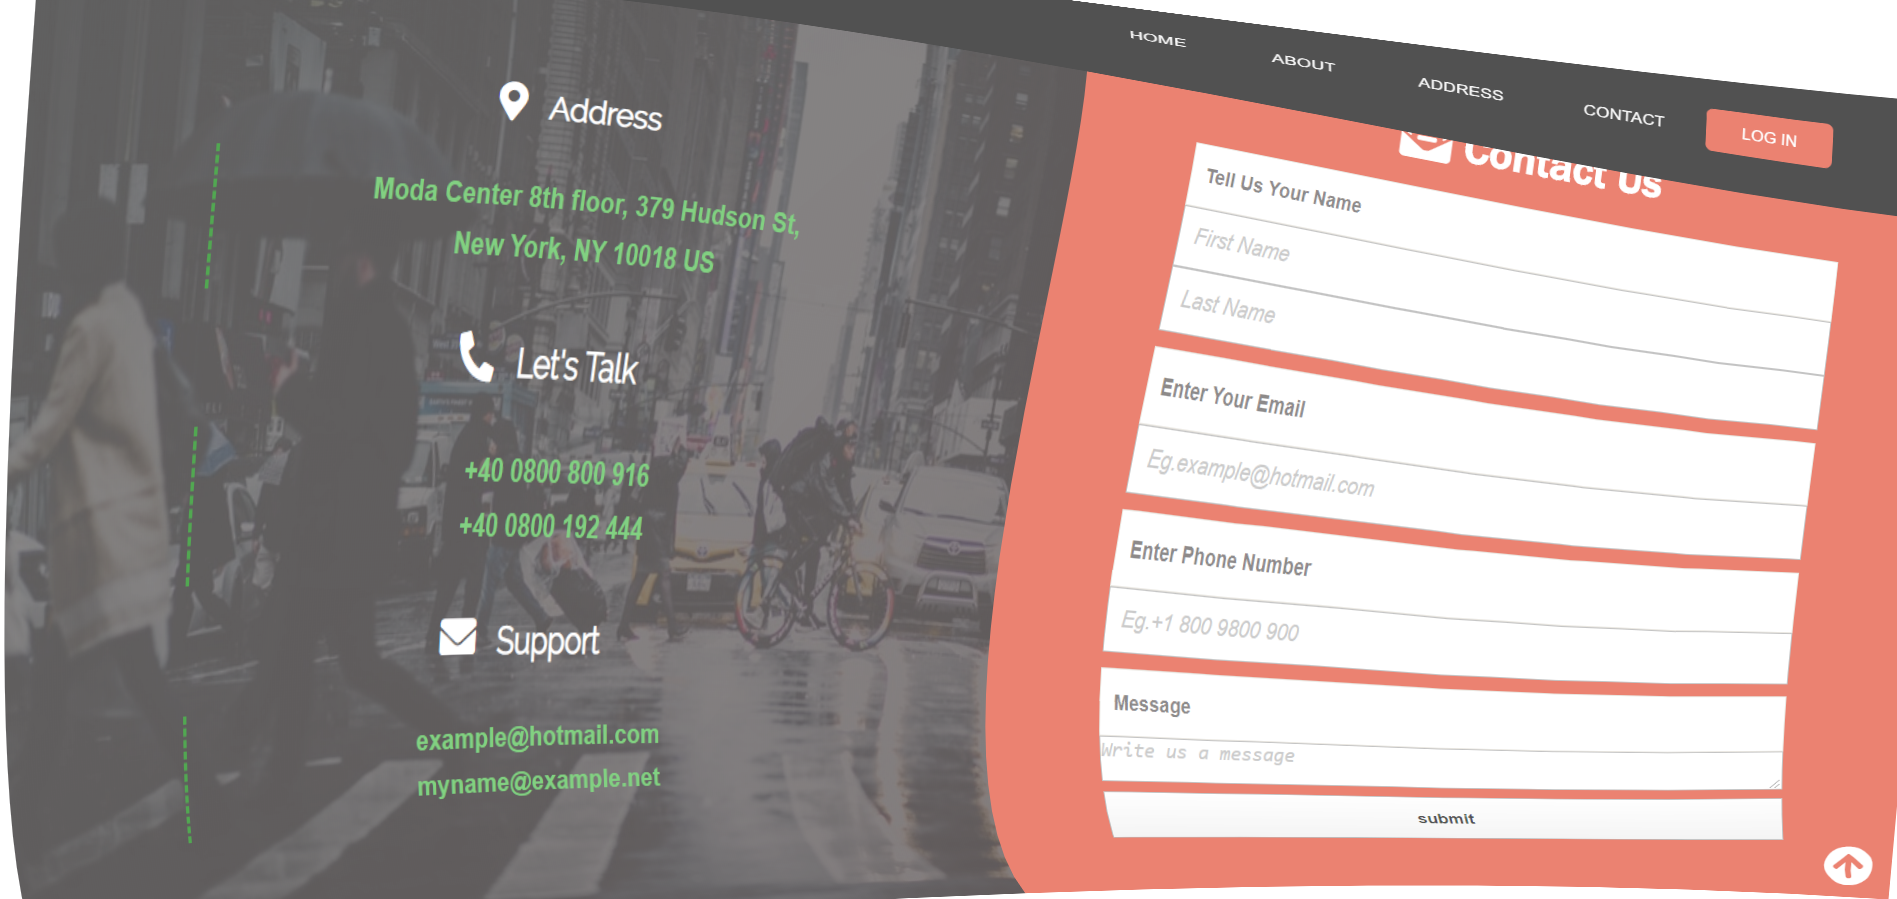 HOME
ABOUT
ADDRESS
CONTACT
LOG IN
Address
Moda Center 8th floor, 379 Hudson St,
New York, NY 10018 US
Let's Talk
+40 0800 800 916
+40 0800 192 444
Support
example@hotmail.com
myname@example.net
Contact Us
Tell Us Your Name
First Name
Last Name
Enter Your Email
Eg.example@hotmail.com
Enter Phone Number
Eg.+1 800 9800 900
Message
Write us a message
submit